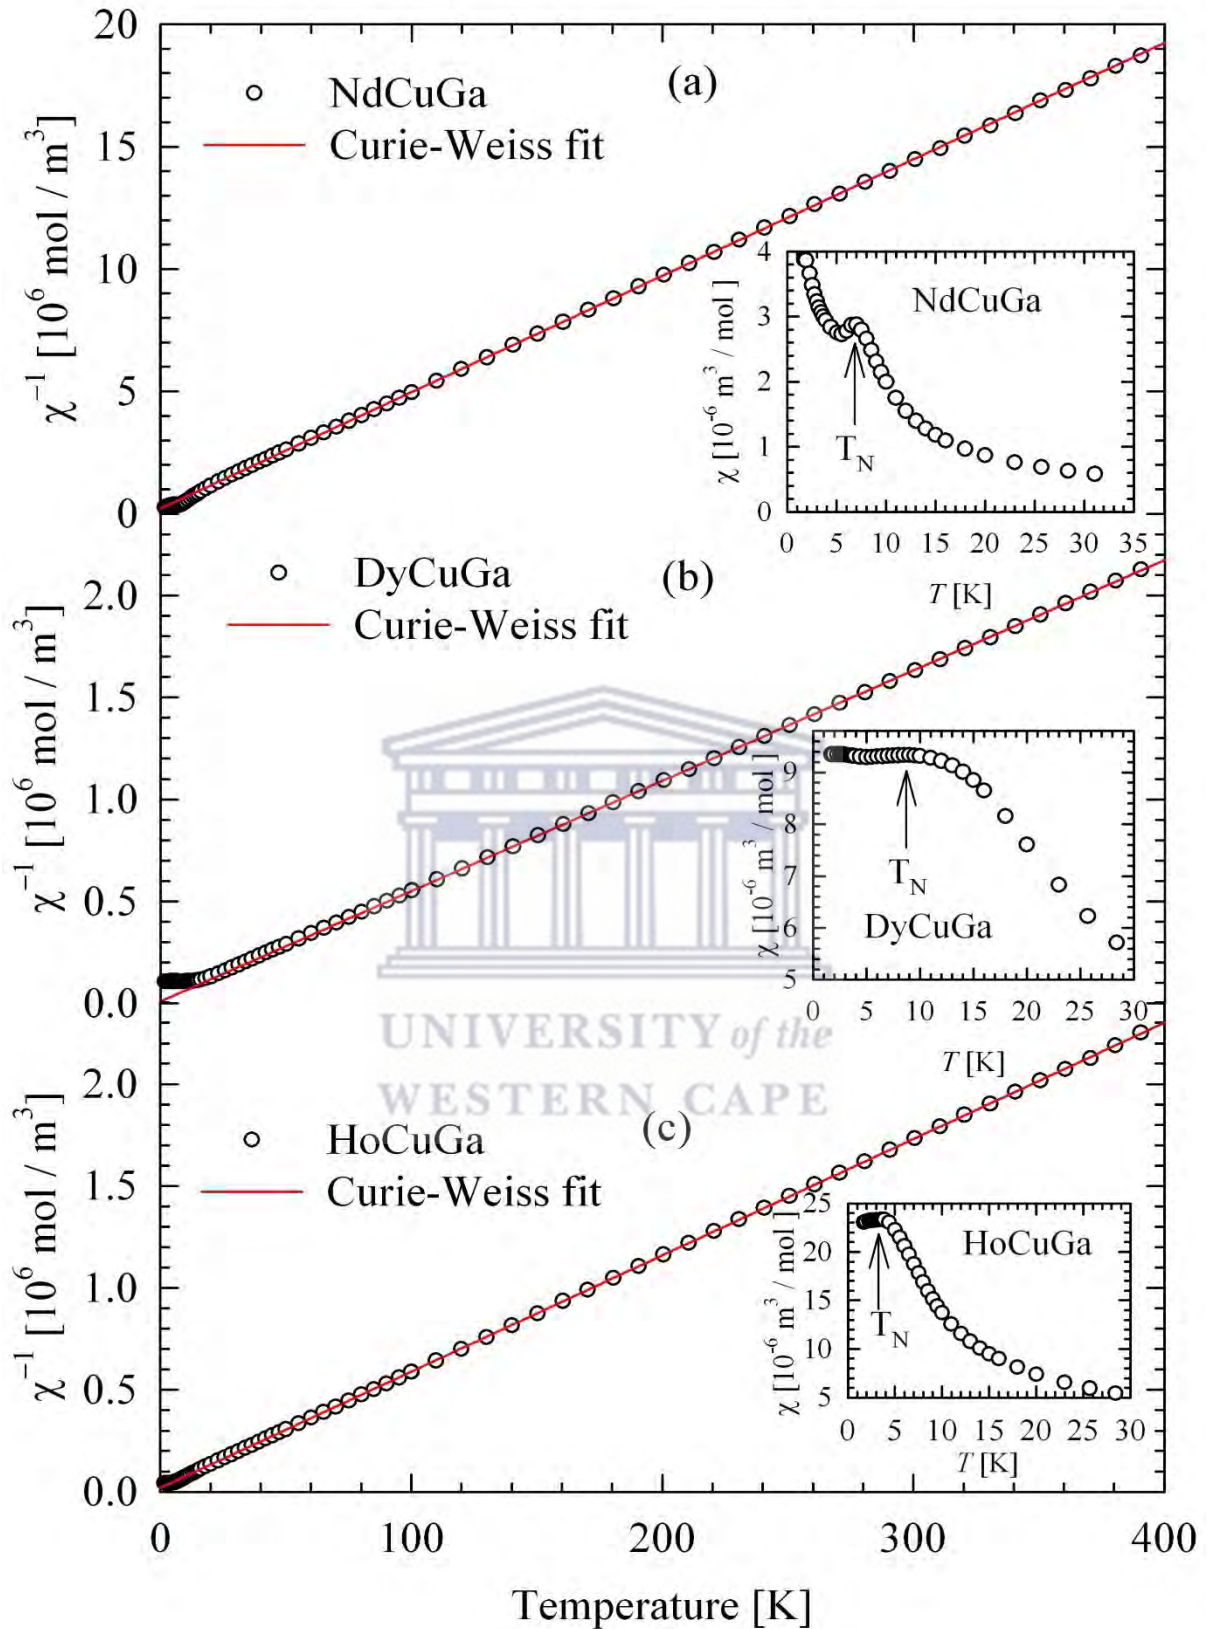 20
(a)
NdCuGa
Curie-Weiss fit
15
χ⁻¹ [10⁶ mol / m³]
10
5
0
4
NdCuGa
3
χ [10⁻⁶ m³ / mol ]
2
1
T_N
0
0 5 10 15 20 25 30 35
T [K]
DyCuGa
(b)
Curie-Weiss fit
2.0
χ⁻¹ [10⁶ mol / m³]
1.5
1.0
0.5
0.0
9
χ [10⁻⁶ m³ / mol ]
8
7
T_N
6
DyCuGa
5
0 5 10 15 20 25 30
T [K]
UNIVERSITY of the
WESTERN CAPE
(c)
HoCuGa
Curie-Weiss fit
2.0
χ⁻¹ [10⁶ mol / m³]
1.5
1.0
0.5
0.0
25
HoCuGa
20
χ [10⁻⁶ m³ / mol ]
15
T_N
10
5
0 5 10 15 20 25 30
T [K]
0 100 200 300 400
Temperature [K]